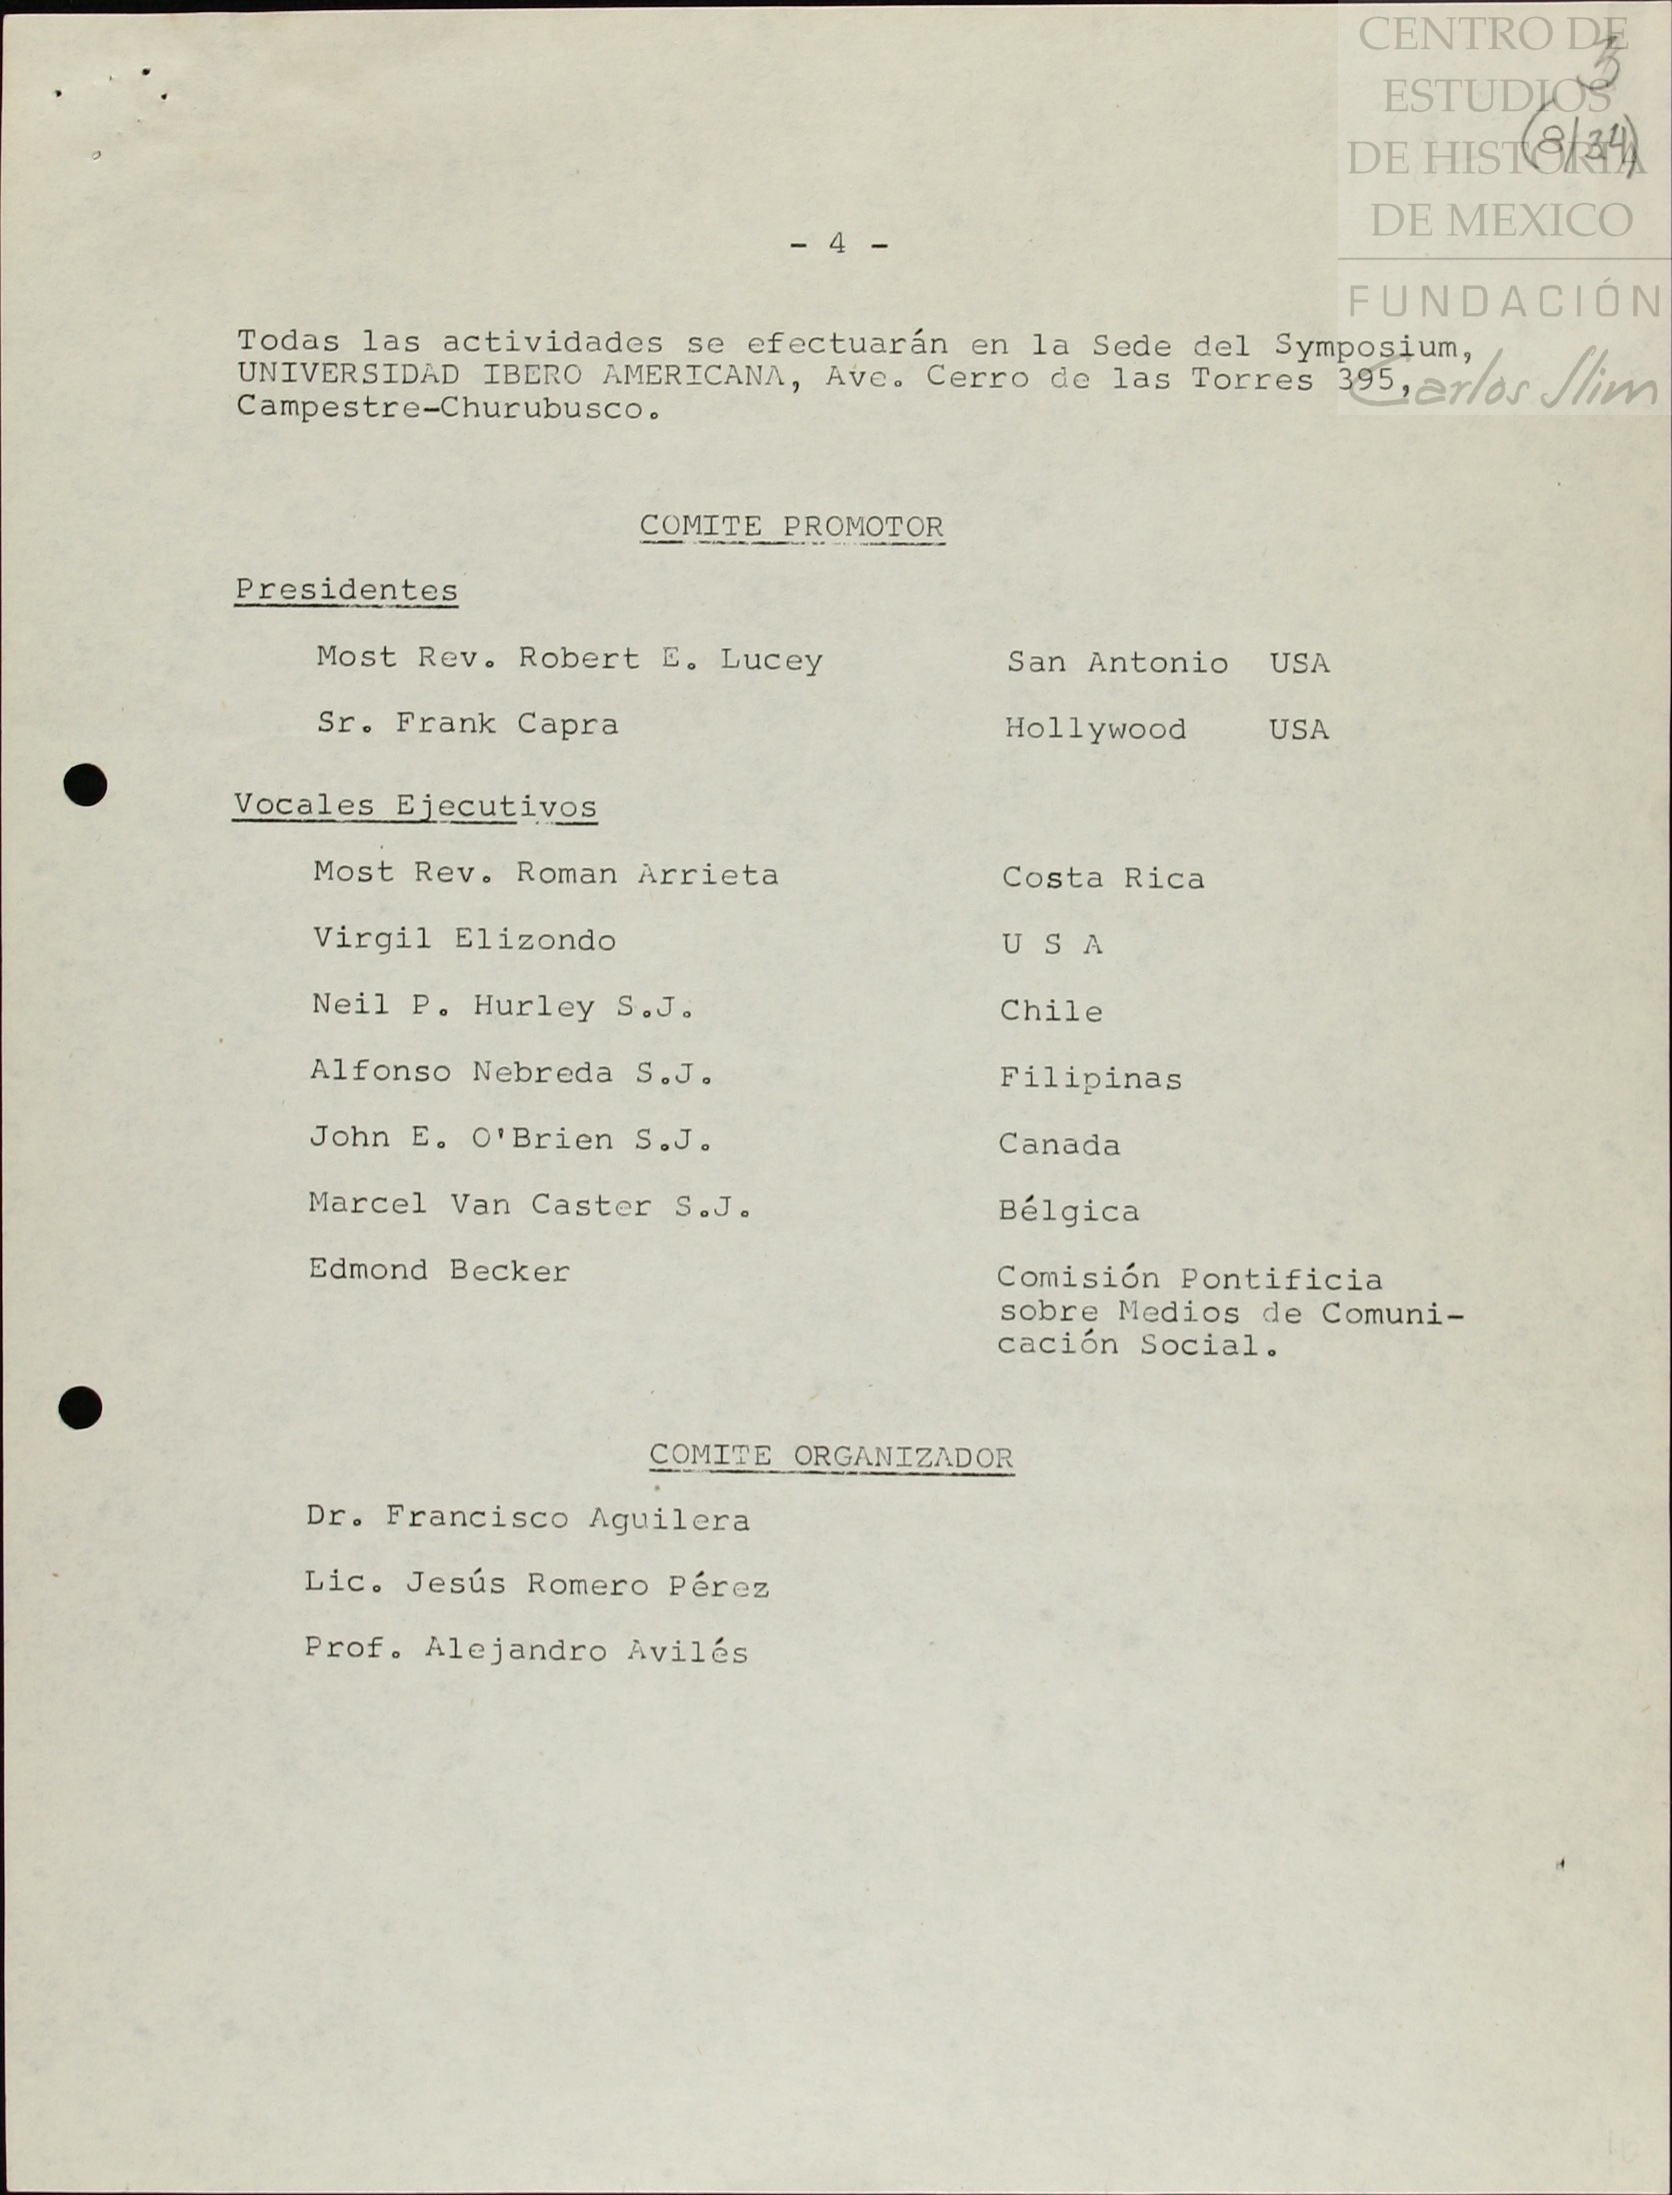 CENTRO DE
ESTUDIOS
DE HISTORIA
DE MEXICO
FUNDACIÓN
Carlos Slim
3
(8/34)
- 4 -
Todas las actividades se efectuarán en la Sede del Symposium,
UNIVERSIDAD IBERO AMERICANA, Ave. Cerro de las Torres 395,
Campestre-Churubusco.
COMITE PROMOTOR
Presidentes
Most Rev. Robert E. Lucey San Antonio USA
Sr. Frank Capra Hollywood USA
Vocales Ejecutivos
Most Rev. Roman Arrieta Costa Rica
Virgil Elizondo U S A
Neil P. Hurley S.J. Chile
Alfonso Nebreda S.J. Filipinas
John E. O'Brien S.J. Canada
Marcel Van Caster S.J. Bélgica
Edmond Becker Comisión Pontificia
sobre Medios de Comuni-
cación Social.
COMITE ORGANIZADOR
Dr. Francisco Aguilera
Lic. Jesús Romero Pérez
Prof. Alejandro Avilés